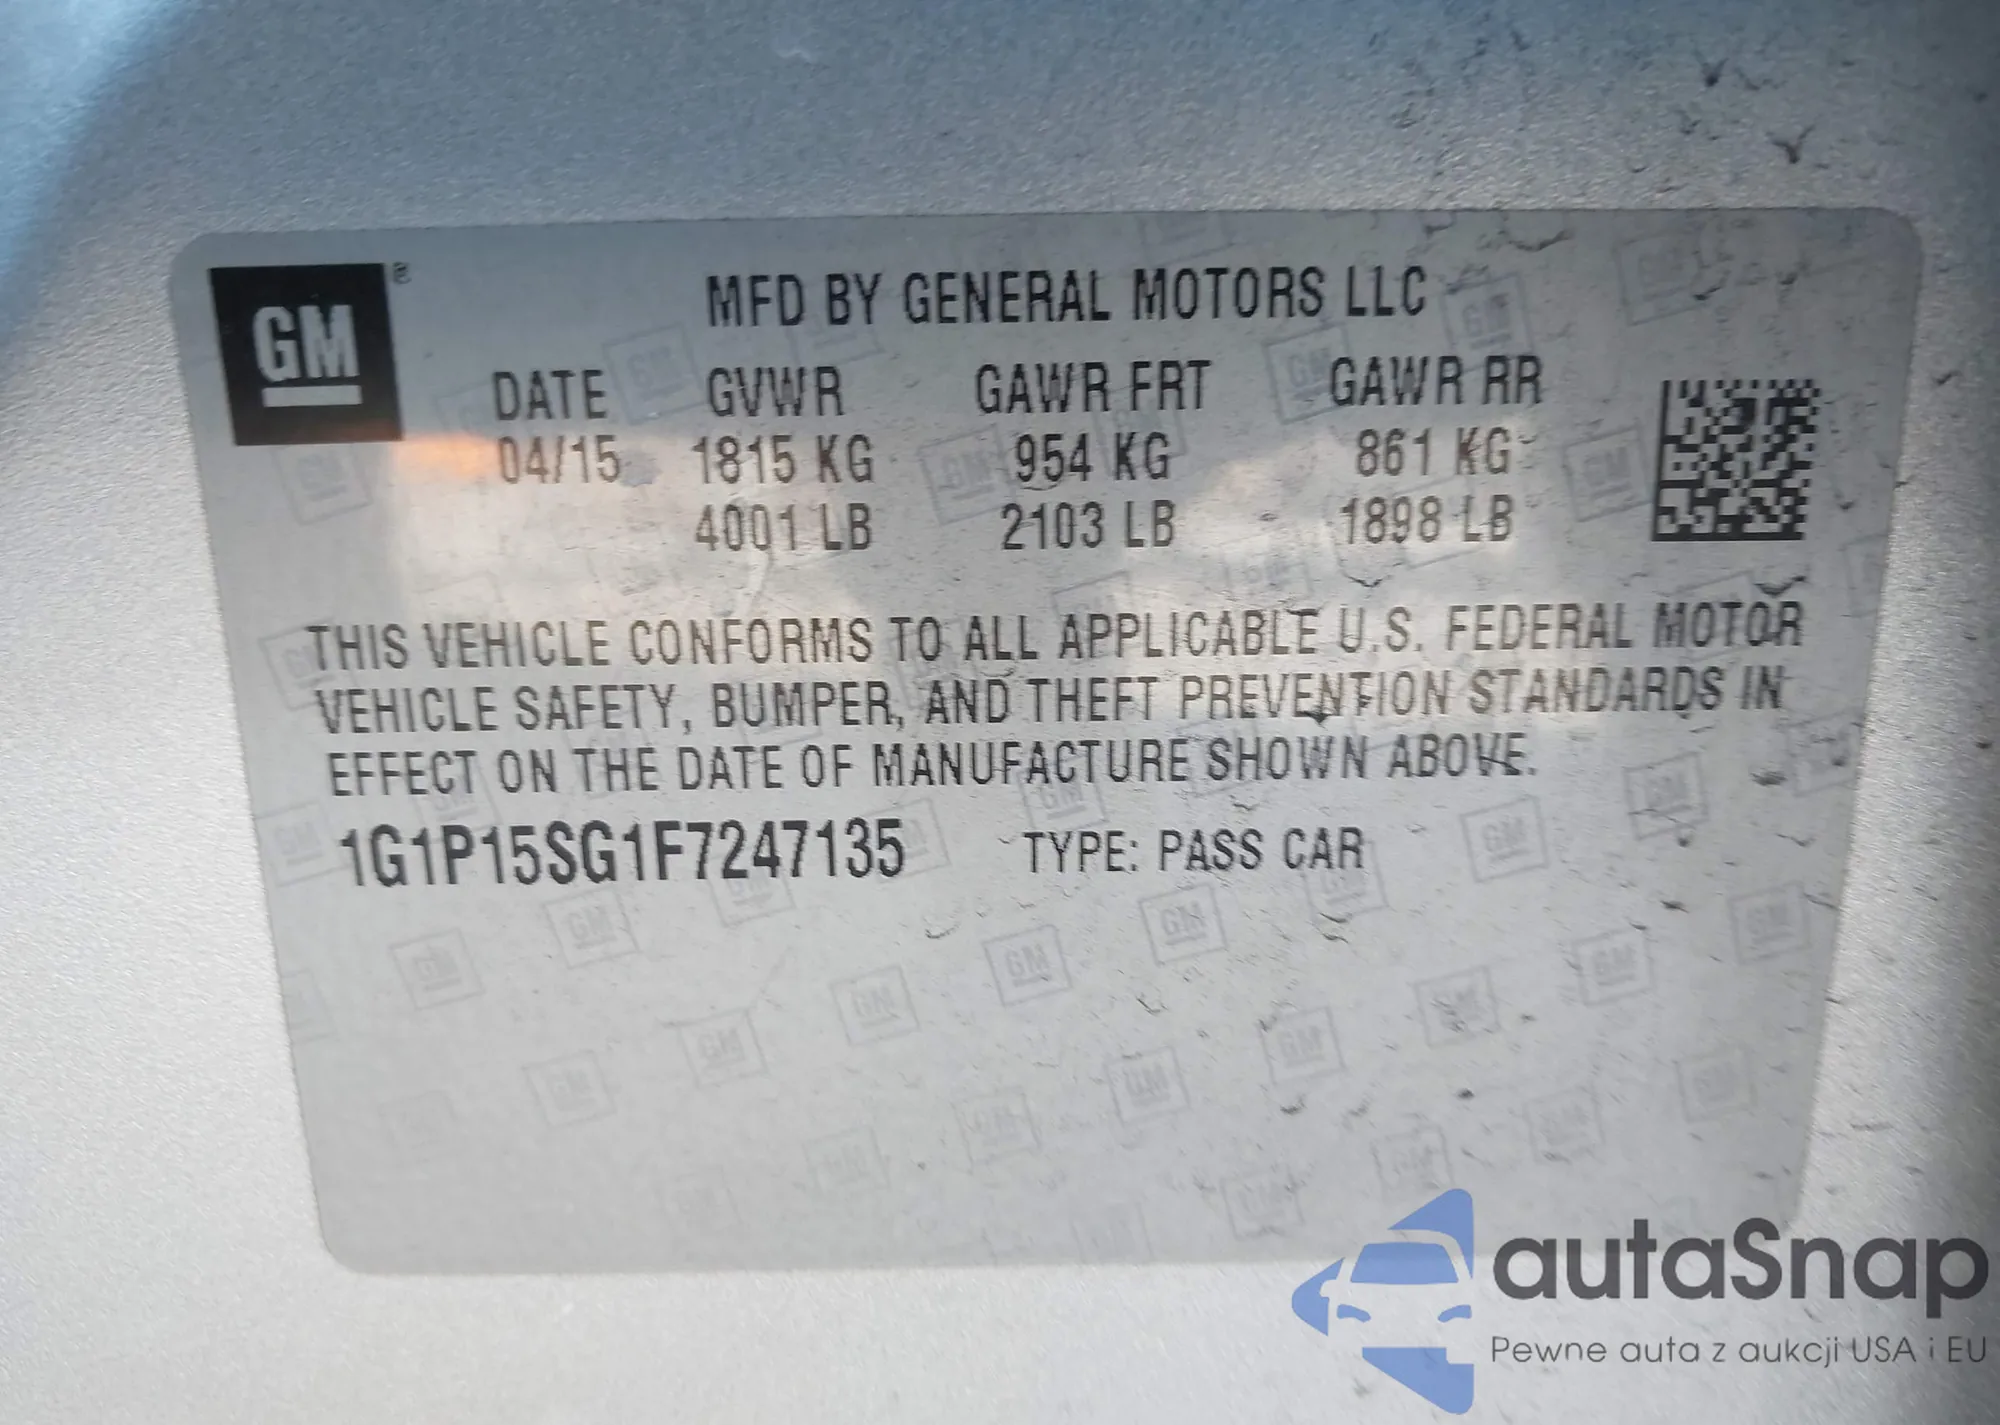 GM ®
MFD BY GENERAL MOTORS LLC
DATE GVWR GAWR FRT GAWR RR
04/15 1815 KG 954 KG 861 KG
4001 LB 2103 LB 1898 LB
THIS VEHICLE CONFORMS TO ALL APPLICABLE U.S. FEDERAL MOTOR
VEHICLE SAFETY, BUMPER, AND THEFT PREVENTION STANDARDS IN
EFFECT ON THE DATE OF MANUFACTURE SHOWN ABOVE.
1G1P15SG1F7247135 TYPE: PASS CAR
autaSnap
Pewne auta z aukcji USA i EU